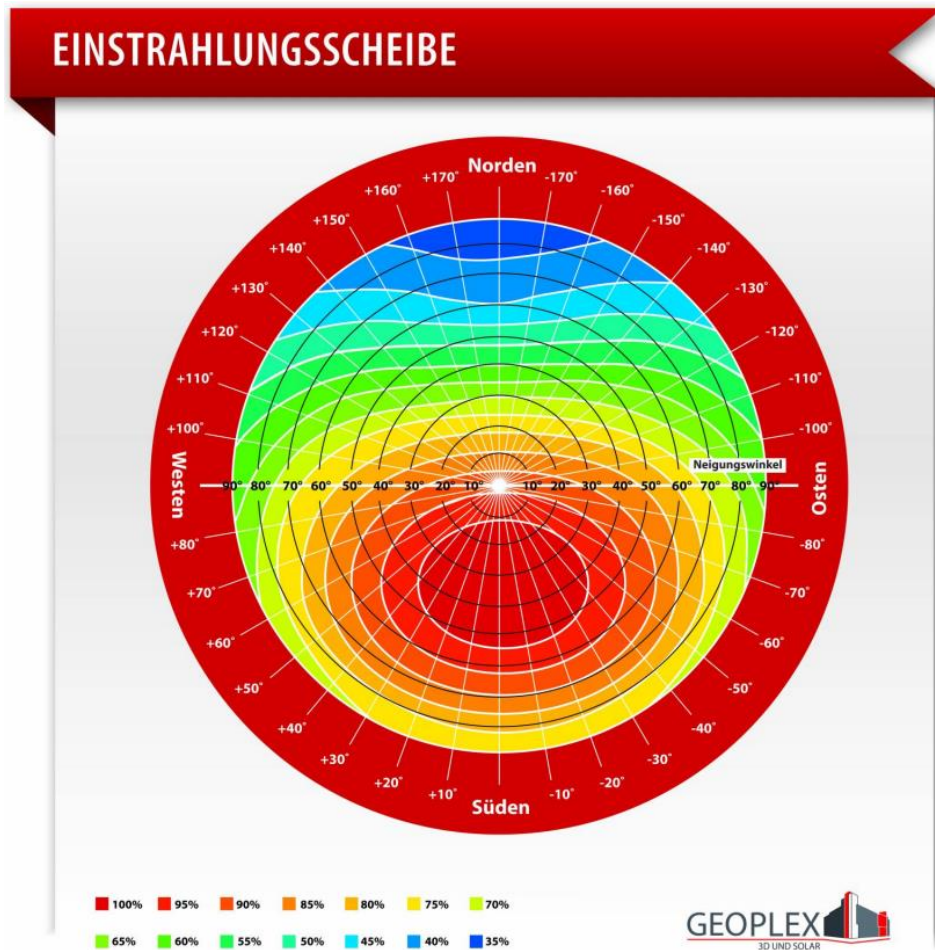 EINSTRAHLUNGSSCHEIBE
Norden
+170° -170°
+160° -160°
+150° -150°
+140° -140°
+130° -130°
+120° -120°
+110° -110°
+100° -100°
Westen
Neigungswinkel
Osten
90° 80° 70° 60° 50° 40° 30° 20° 10° 10° 20° 30° 40° 50° 60° 70° 80° 90°
+80° -80°
+70° -70°
+60° -60°
+50° -50°
+40° -40°
+30° -30°
+20° -20°
+10° -10°
Süden
100% 95% 90% 85% 80% 75% 70%
65% 60% 55% 50% 45% 40% 35%
GEOPLEX
3D UND SOLAR